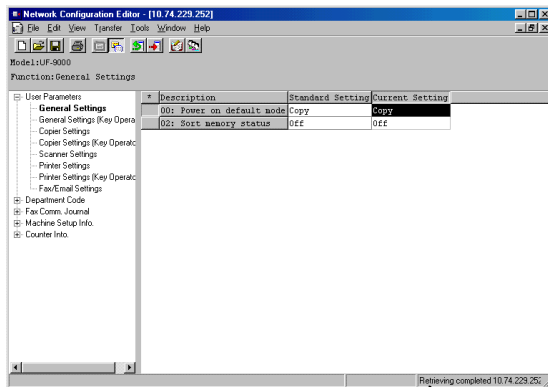 Network Configuration Editor - [10.74.229.252]
File Edit View Transfer Tools Window Help
Model:UF-9000
Function:General Settings
User Parameters
General Settings
General Settings (Key Opera
Copier Settings
Copier Settings (Key Operato
Scanner Settings
Printer Settings
Printer Settings (Key Operato
Fax/Email Settings
Department Code
Fax Comm. Journal
Machine Setup Info.
Counter Info.
* Description Standard Setting Current Setting
00: Power on default mode Copy Copy
02: Sort memory status Off Off
Retrieving completed 10.74.229.252